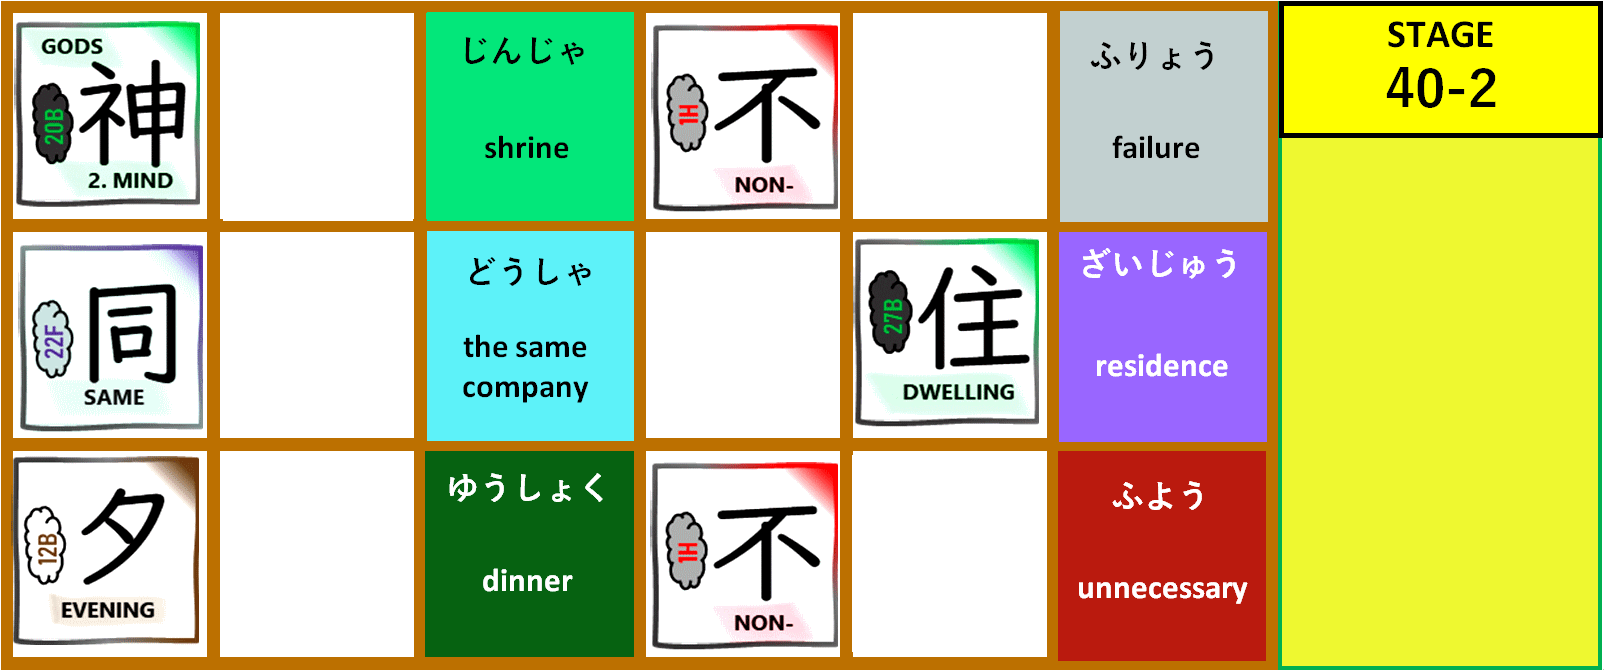 GODS
神
20B
2. MIND
じんじゃ
shrine
不
1H
NON-
ふりょう
failure
STAGE
40-2
同
22F
SAME
どうしゃ
the same
company
住
27B
DWELLING
ざいじゅう
residence
夕
12B
EVENING
ゆうしょく
dinner
不
1H
NON-
ふよう
unnecessary